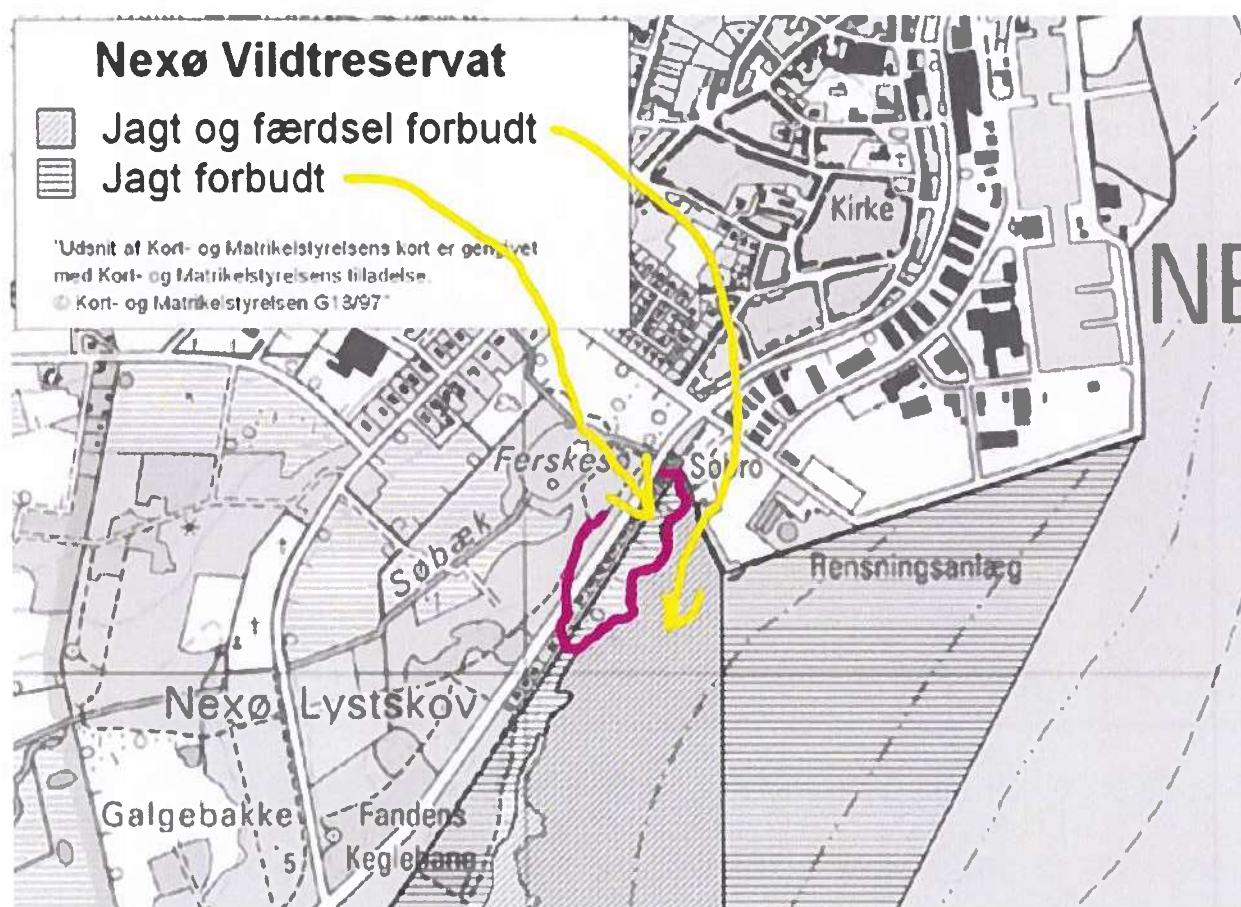 Nexø Vildtreservat
Jagt og færdsel forbudt
Jagt forbudt
"Udsnit af Kort- og Matrikelstyrelsens kort er gengivet
med Kort- og Matrikelstyrelsens tilladelse.
© Kort- og Matrikelstyrelsen G18/97"
Kirke
NE
Ferskesø
Søbro
Søbæk
Rensningsanlæg
Nexø Lystskov
Galgebakke
Fandens
Keglebane
5